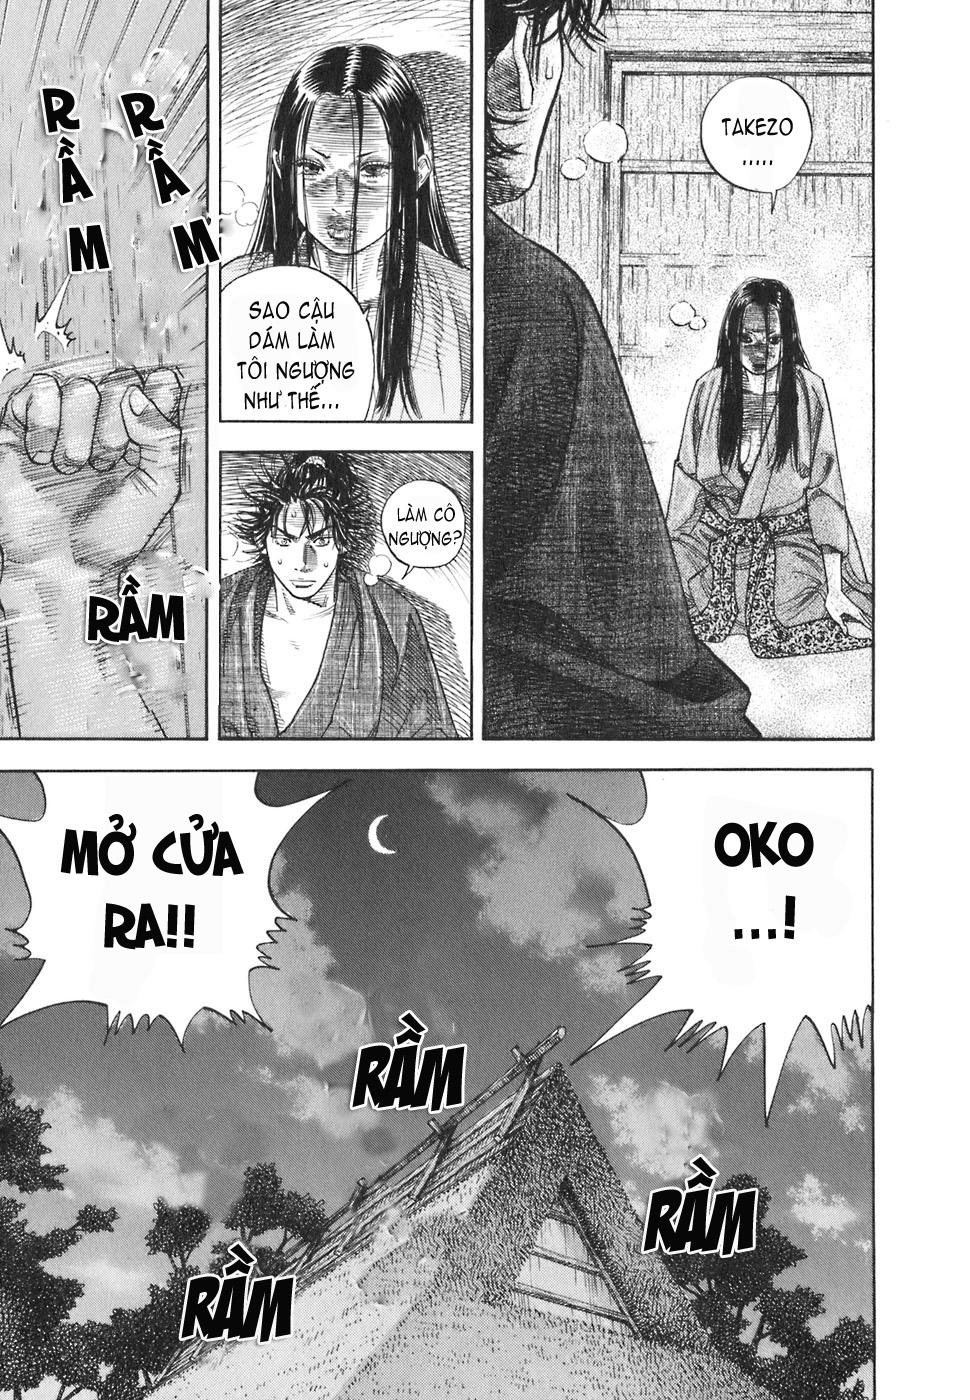 TAKEZO
.....
SAO CẬU
DÁM LÀM
TÔI NGƯỢNG
NHƯ THẾ...
LÀM CÔ
NGƯỢNG?
RẦM
RẦM
RẦM
OKO
...!
MỞ CỬA
RA!!
RẦM
RẦM
RẦM